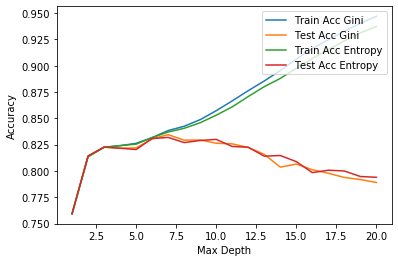 0.950
0.925
0.900
0.875
0.850
0.825
0.800
0.775
0.750
Accuracy
Train Acc Gini
Test Acc Gini
Train Acc Entropy
Test Acc Entropy
2.5 5.0 7.5 10.0 12.5 15.0 17.5 20.0
Max Depth